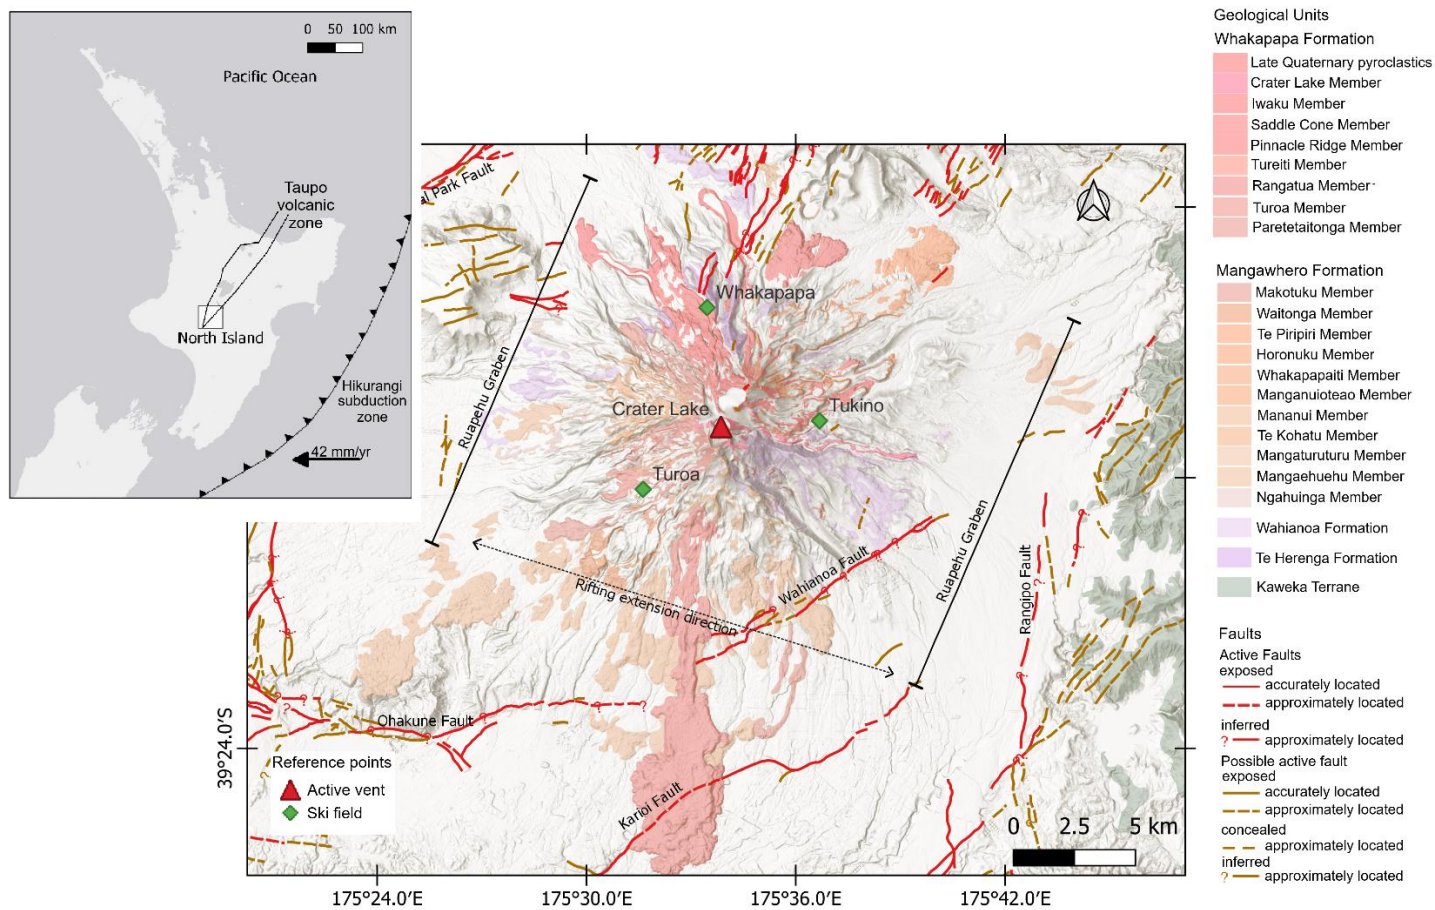 0 50 100 km
Pacific Ocean
Taupo
volcanic
zone
North Island
Hikurangi
subduction
zone
42 mm/yr
al Park Fault
Whakapapa
Ruapehu Graben
Crater Lake
Tukino
Turoa
Ruapehu Graben
Wahianoa Fault
Rifting extension direction
Rangipo Fault
Ohakune Fault
Karioi Fault
39°24.0'S
Reference points
Active vent
Ski field
0 2.5 5 km
175°24.0'E
175°30.0'E
175°36.0'E
175°42.0'E
Geological Units
Whakapapa Formation
Late Quaternary pyroclastics
Crater Lake Member
Iwaku Member
Saddle Cone Member
Pinnacle Ridge Member
Tureiti Member
Rangatua Member
Turoa Member
Paretetaitonga Member
Mangawhero Formation
Makotuku Member
Waitonga Member
Te Piripiri Member
Horonuku Member
Whakapapaiti Member
Manganuioteao Member
Mananui Member
Te Kohatu Member
Mangaturuturu Member
Mangaehuehu Member
Ngahuinga Member
Wahianoa Formation
Te Herenga Formation
Kaweka Terrane
Faults
Active Faults
exposed
accurately located
approximately located
inferred
? approximately located
Possible active fault
exposed
accurately located
approximately located
concealed
approximately located
inferred
? approximately located